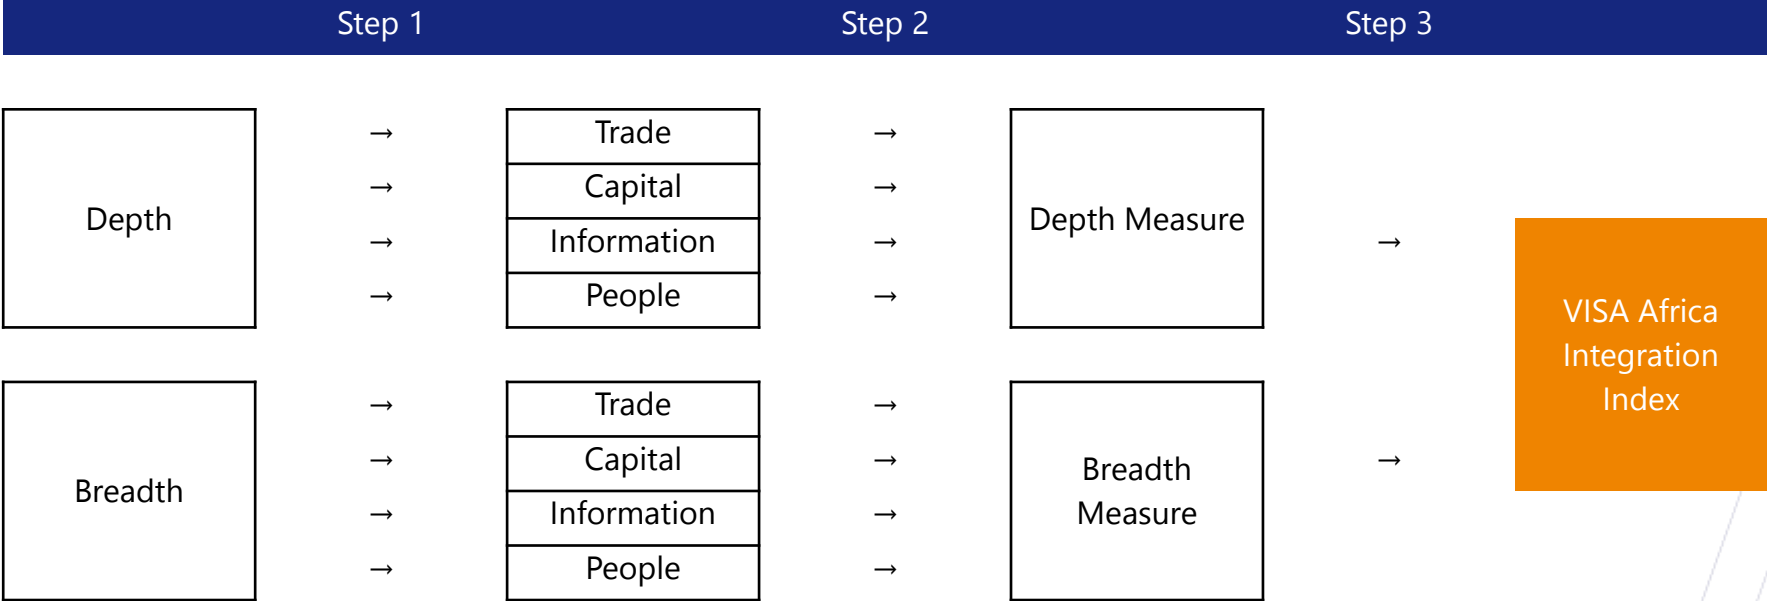 Step 1
Step 2
Step 3
Depth
→
Trade
→
→
Capital
→
→
Information
→
→
People
→
Depth Measure
→
Breadth
→
Trade
→
→
Capital
→
→
Information
→
→
People
→
Breadth
Measure
→
VISA Africa
Integration
Index